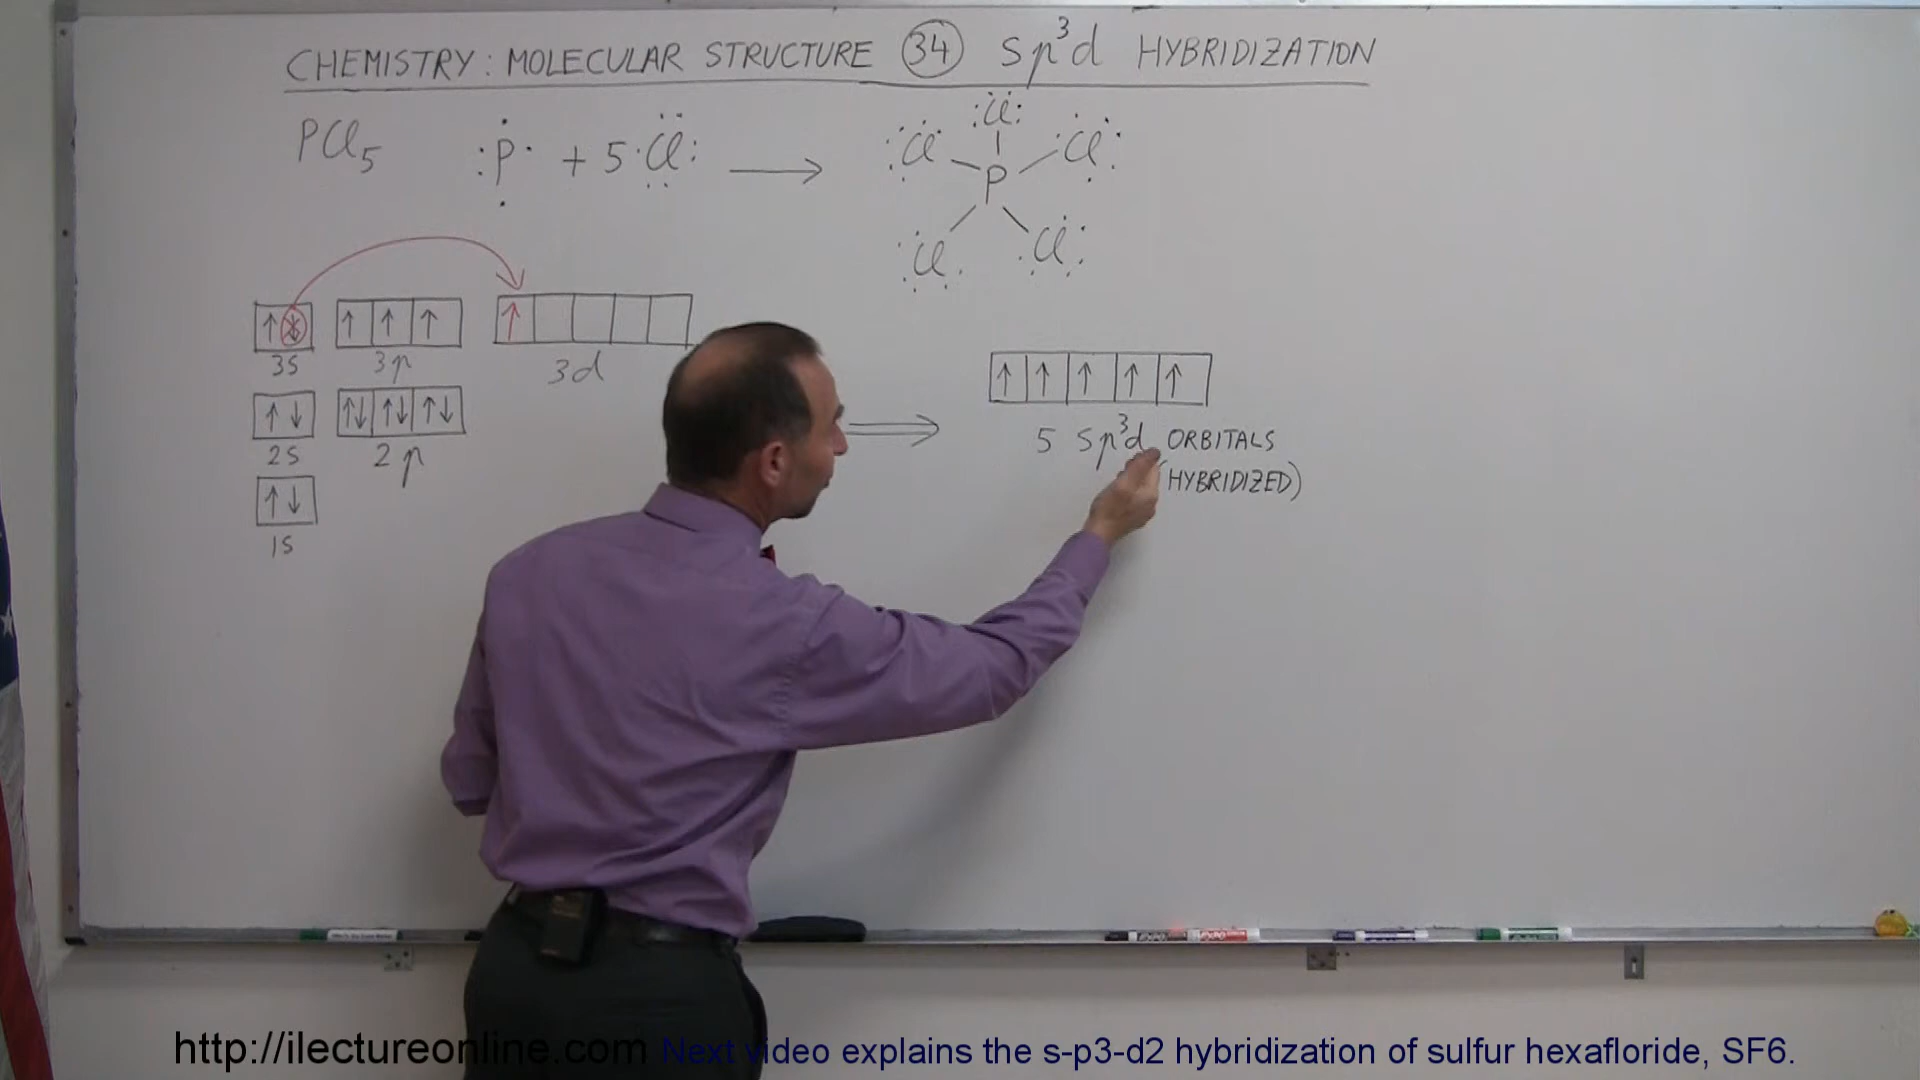 CHEMISTRY: MOLECULAR STRUCTURE 34 sp³d HYBRIDIZATION
PCl₅ :P· + 5 ·Cl: →
Cl
Cl Cl
P
Cl Cl
↑↓ ↑ ↑ ↑ ↑
3s 3p 3d
↑↓ ↑↓ ↑↓ ↑↓
2s 2p
↑↓
1s
⇒ ↑ ↑ ↑ ↑ ↑
5 sp³d ORBITALS
(HYBRIDIZED)
EXPO EXPO
http://ilectureonline.com Next video explains the s-p3-d2 hybridization of sulfur hexafloride, SF6.